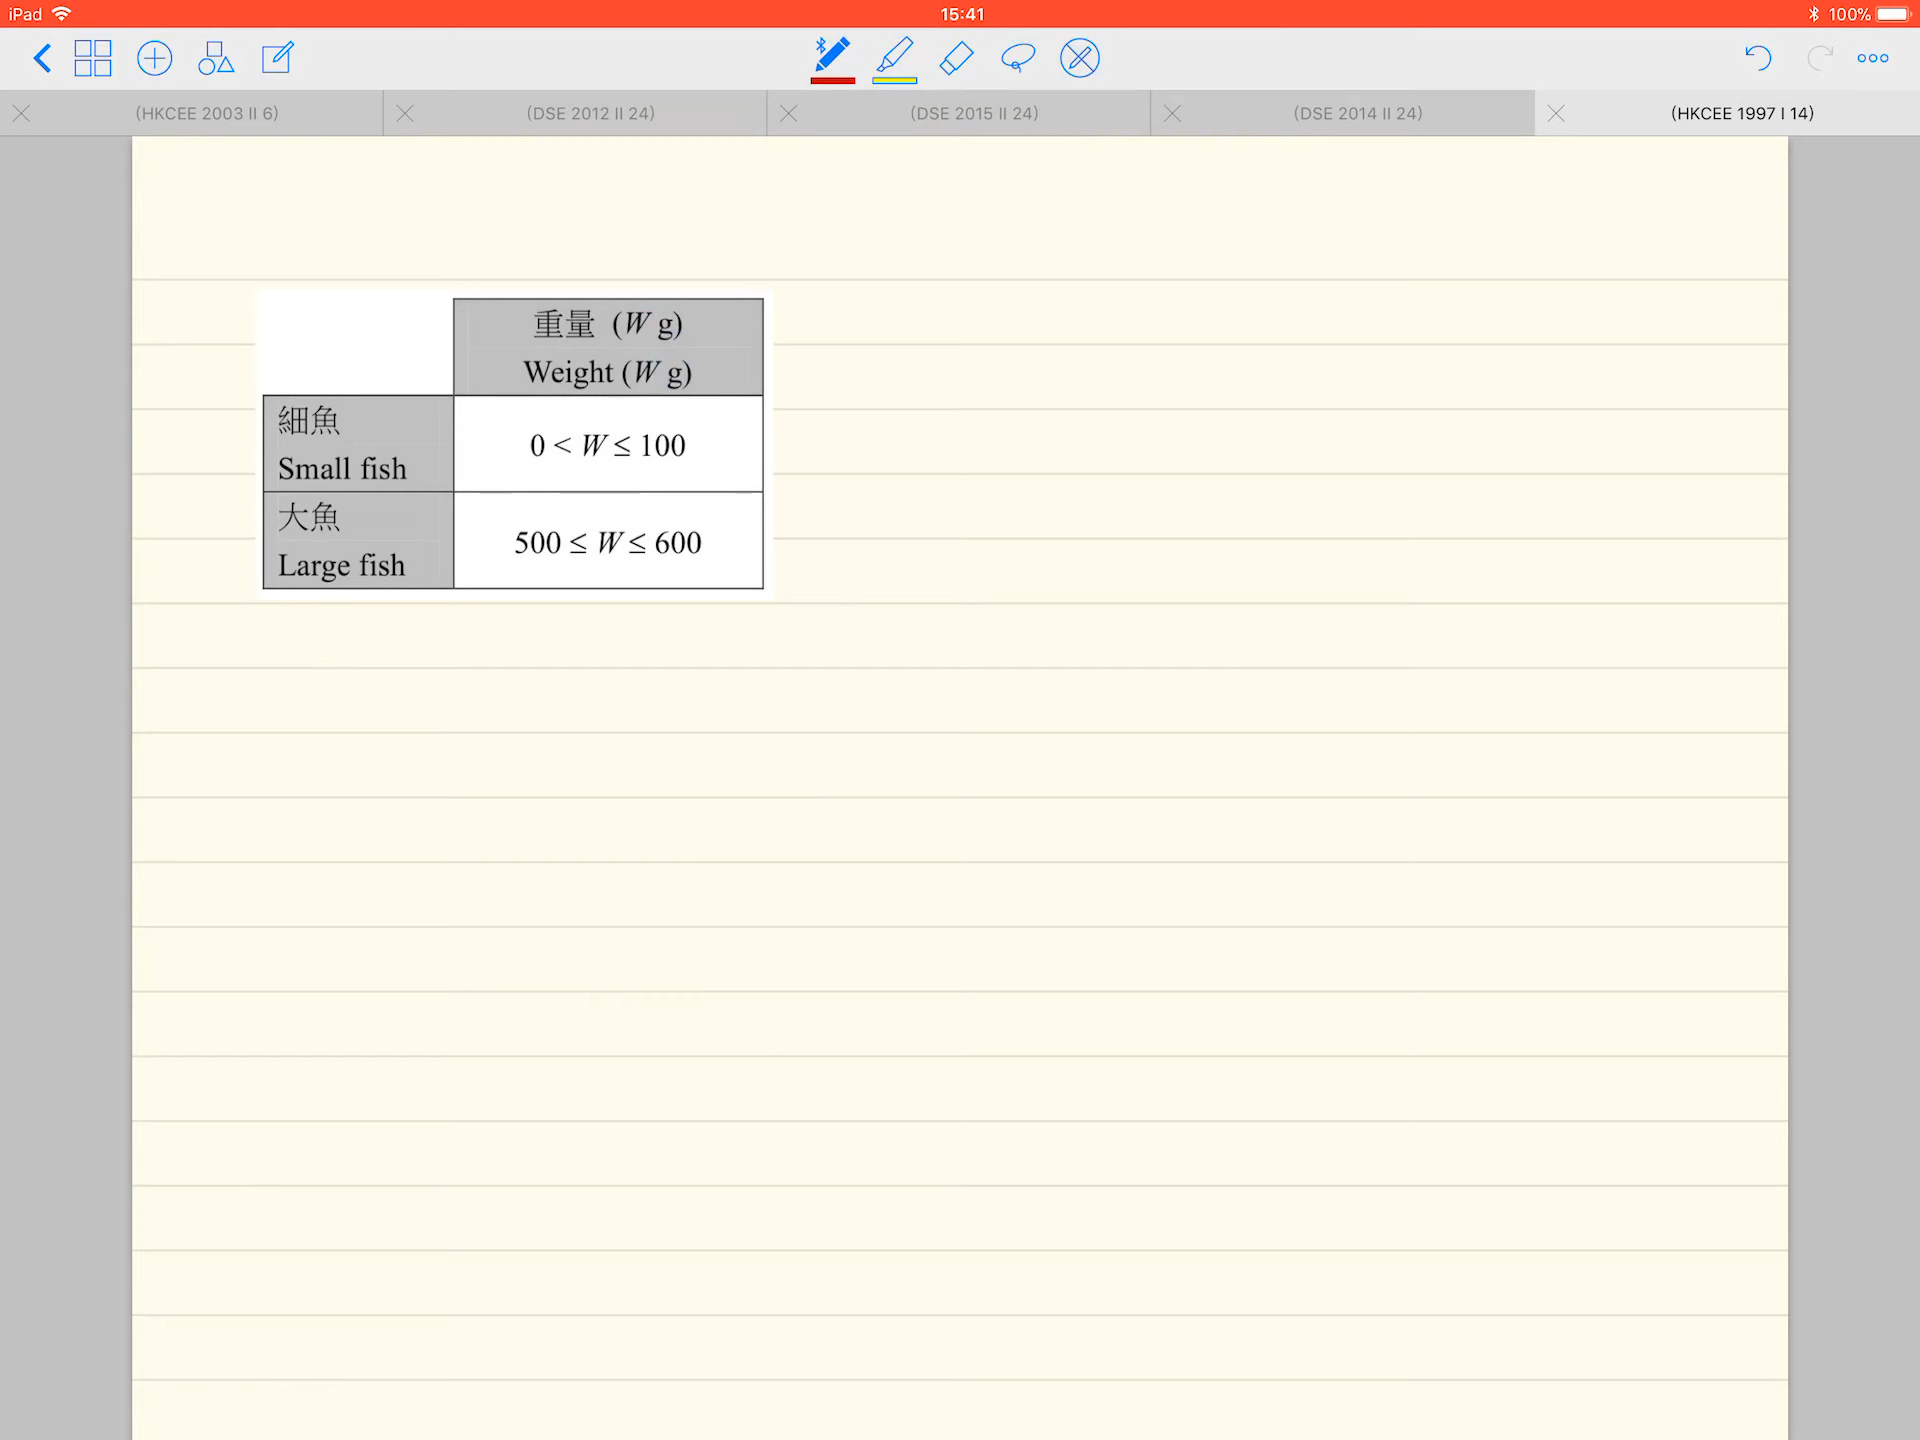 iPad 15:41 100%
(HKCEE 2003 II 6) (DSE 2012 II 24) (DSE 2015 II 24) (DSE 2014 II 24) (HKCEE 1997 I 14)
重量 (W g)
Weight (W g)
細魚
Small fish
0 < W ≤ 100
大魚
Large fish
500 ≤ W ≤ 600